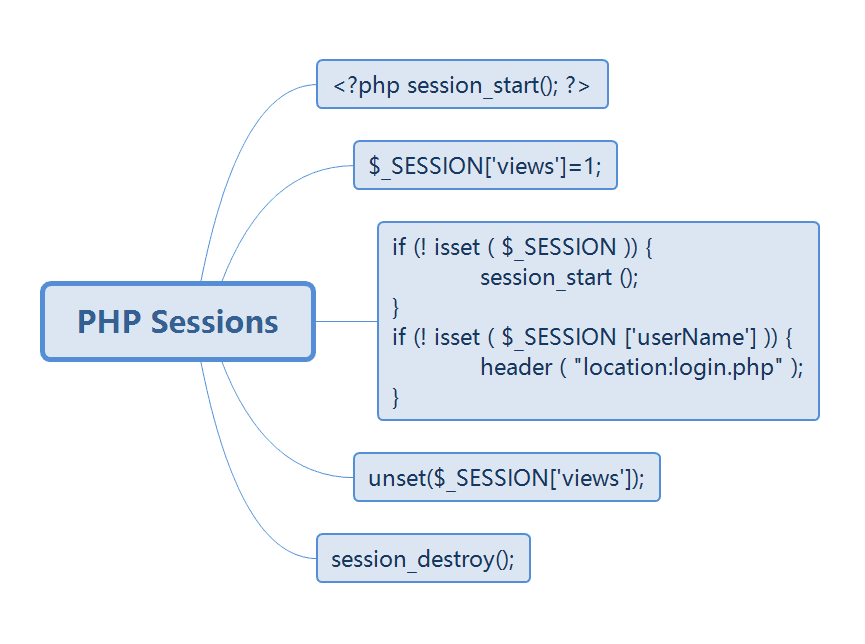 <?php session_start(); ?>
$_SESSION['views']=1;
if (! isset ( $_SESSION )) {
session_start ();
}
if (! isset ( $_SESSION ['userName'] )) {
header ( "location:login.php" );
}
PHP Sessions
unset($_SESSION['views']);
session_destroy();